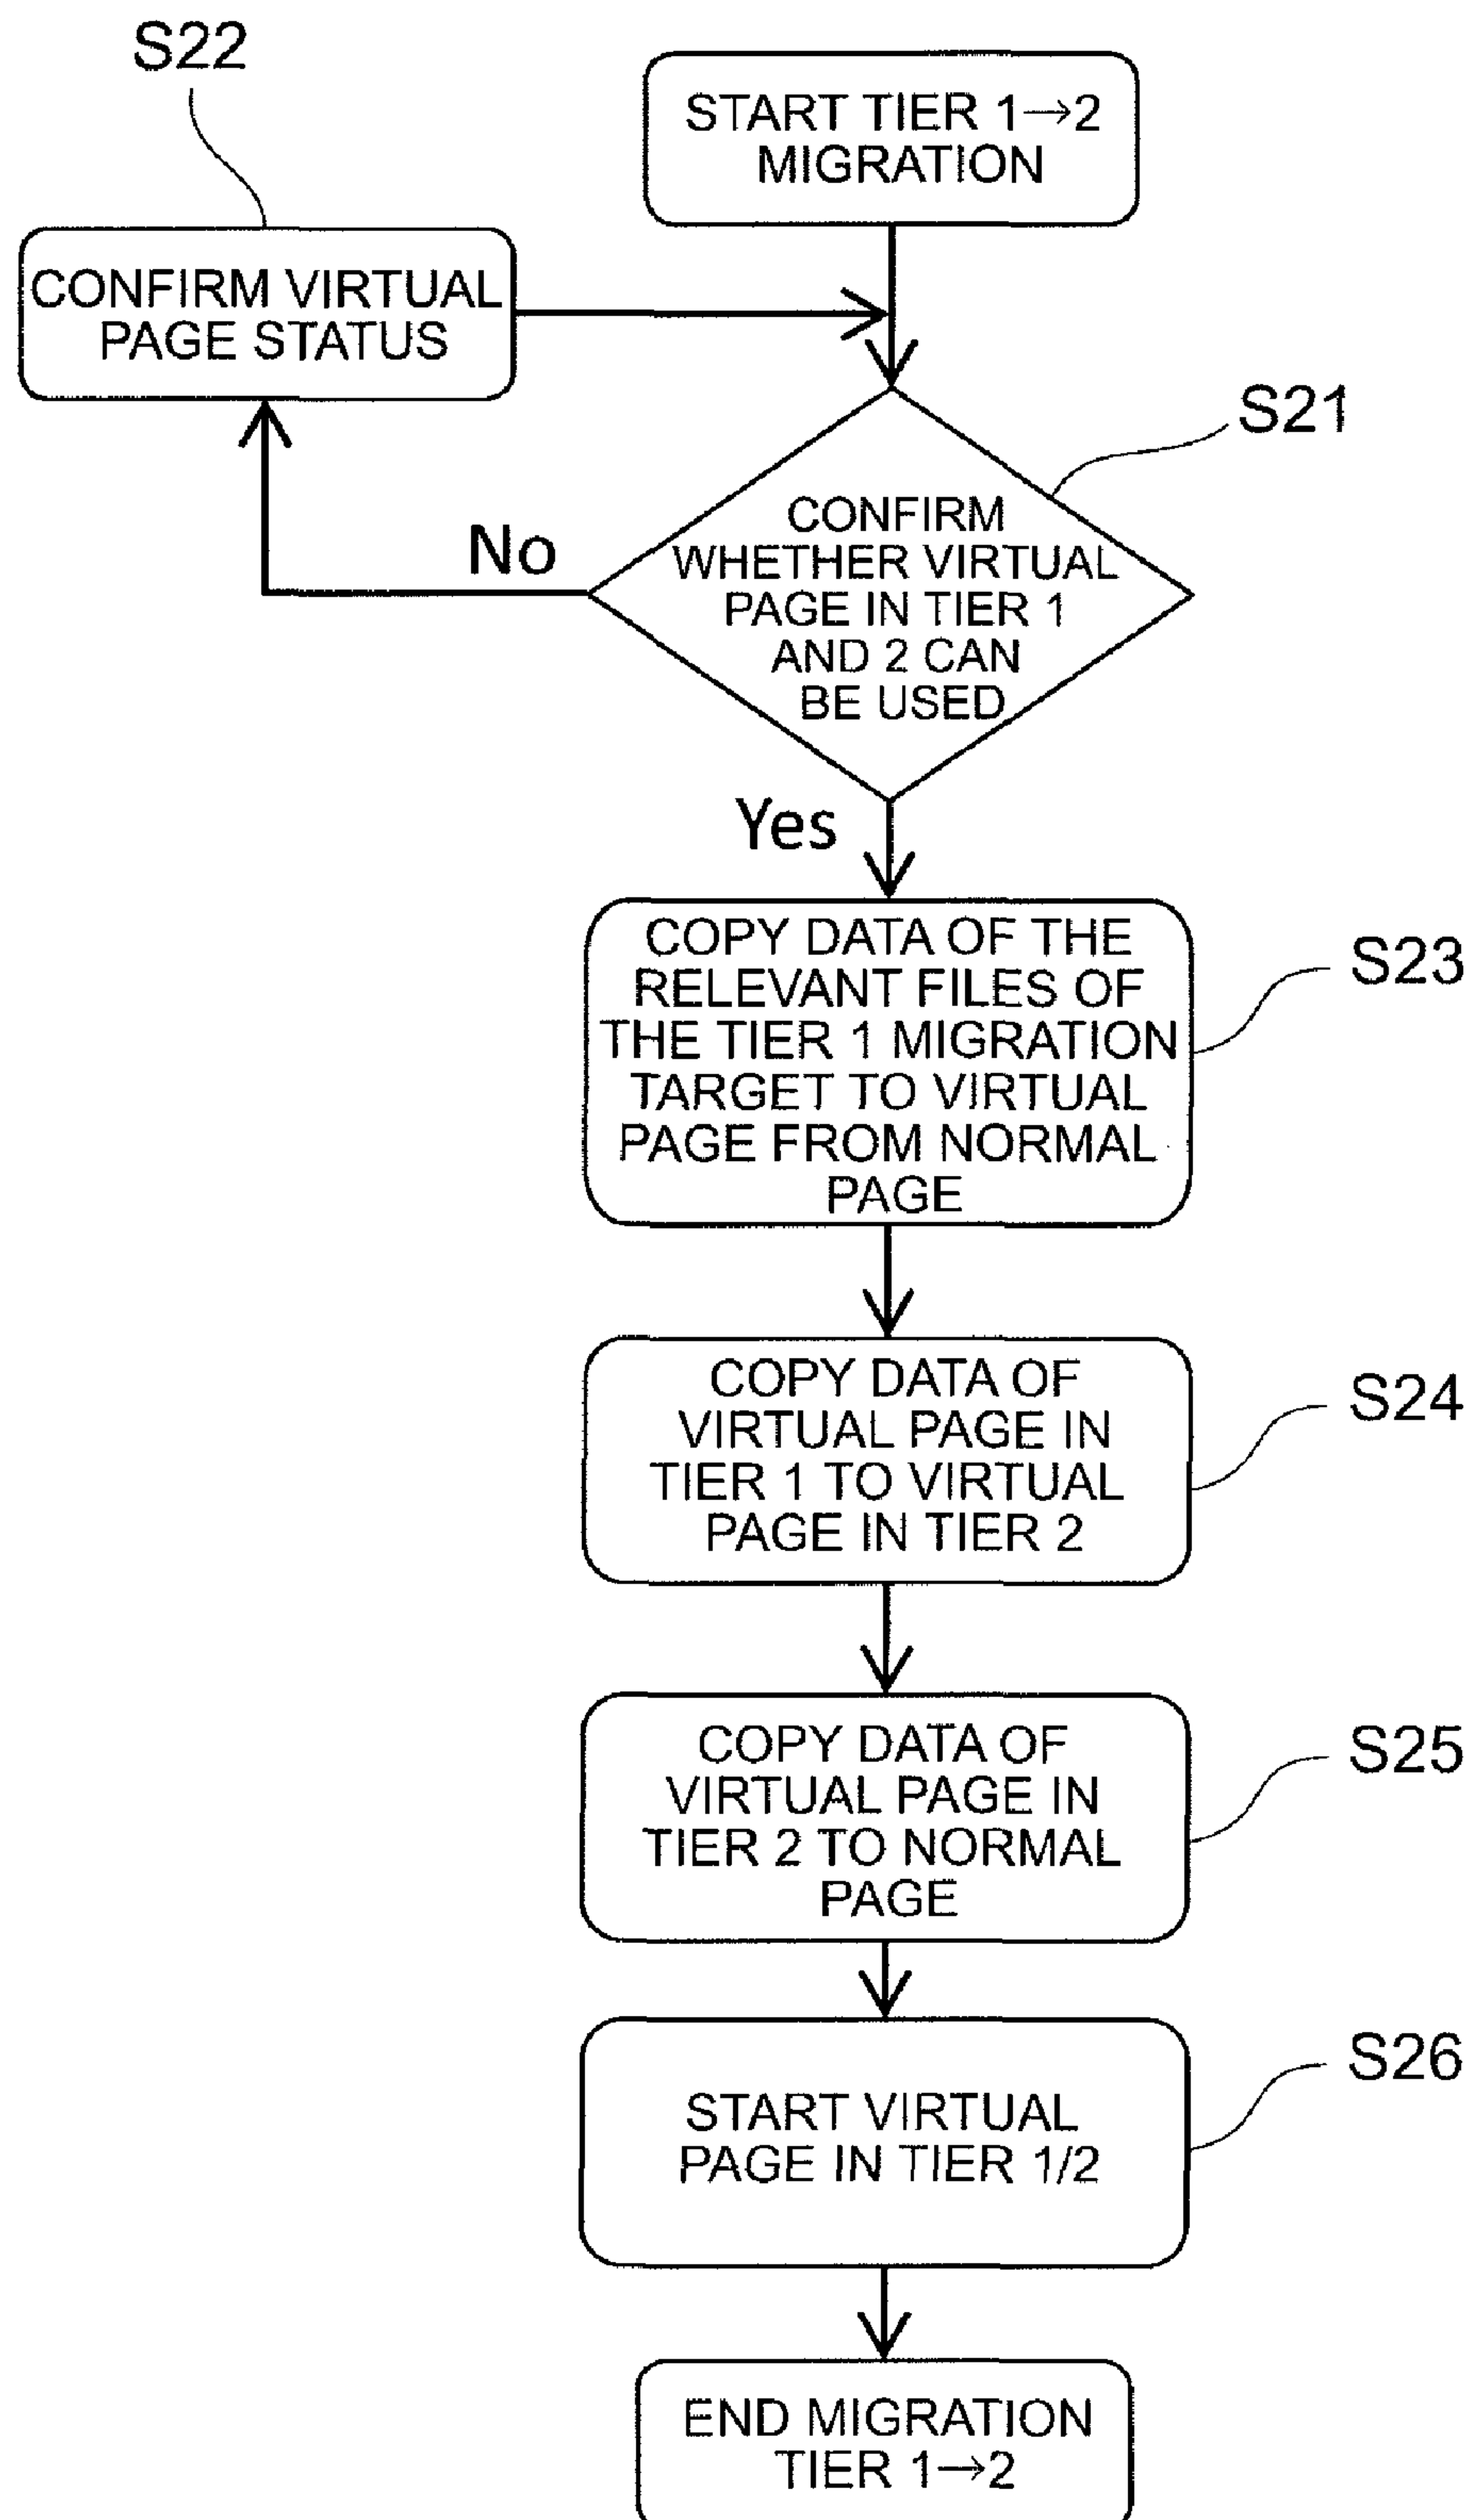 S22
START TIER 1→2
MIGRATION
CONFIRM VIRTUAL
PAGE STATUS
S21
CONFIRM
WHETHER VIRTUAL
PAGE IN TIER 1
AND 2 CAN
BE USED
No
Yes
COPY DATA OF THE
RELEVANT FILES OF
THE TIER 1 MIGRATION
TARGET TO VIRTUAL
PAGE FROM NORMAL
PAGE
S23
COPY DATA OF
VIRTUAL PAGE IN
TIER 1 TO VIRTUAL
PAGE IN TIER 2
S24
COPY DATA OF
VIRTUAL PAGE IN
TIER 2 TO NORMAL
PAGE
S25
START VIRTUAL
PAGE IN TIER 1/2
S26
END MIGRATION
TIER 1→2